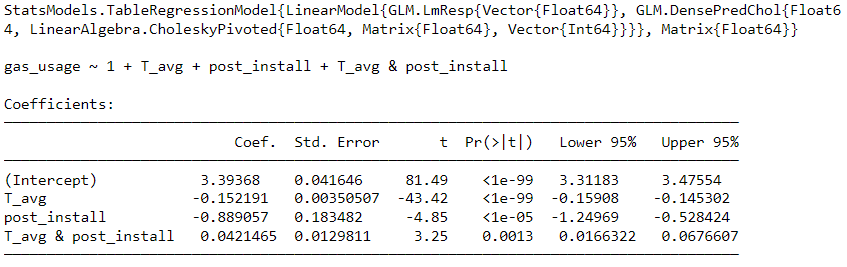 StatsModels.TableRegressionModel{LinearModel{GLM.LmResp{Vector{Float64}}, GLM.DensePredChol{Float6
4, LinearAlgebra.CholeskyPivoted{Float64, Matrix{Float64}, Vector{Int64}}}}, Matrix{Float64}}
gas_usage ~ 1 + T_avg + post_install + T_avg & post_install
Coefficients:
Coef. Std. Error t Pr(>|t|) Lower 95% Upper 95%
(Intercept) 3.39368 0.041646 81.49 <1e-99 3.31183 3.47554
T_avg -0.152191 0.00350507 -43.42 <1e-99 -0.15908 -0.145302
post_install -0.889057 0.183482 -4.85 <1e-05 -1.24969 -0.528424
T_avg & post_install 0.0421465 0.0129811 3.25 0.0013 0.0166322 0.0676607